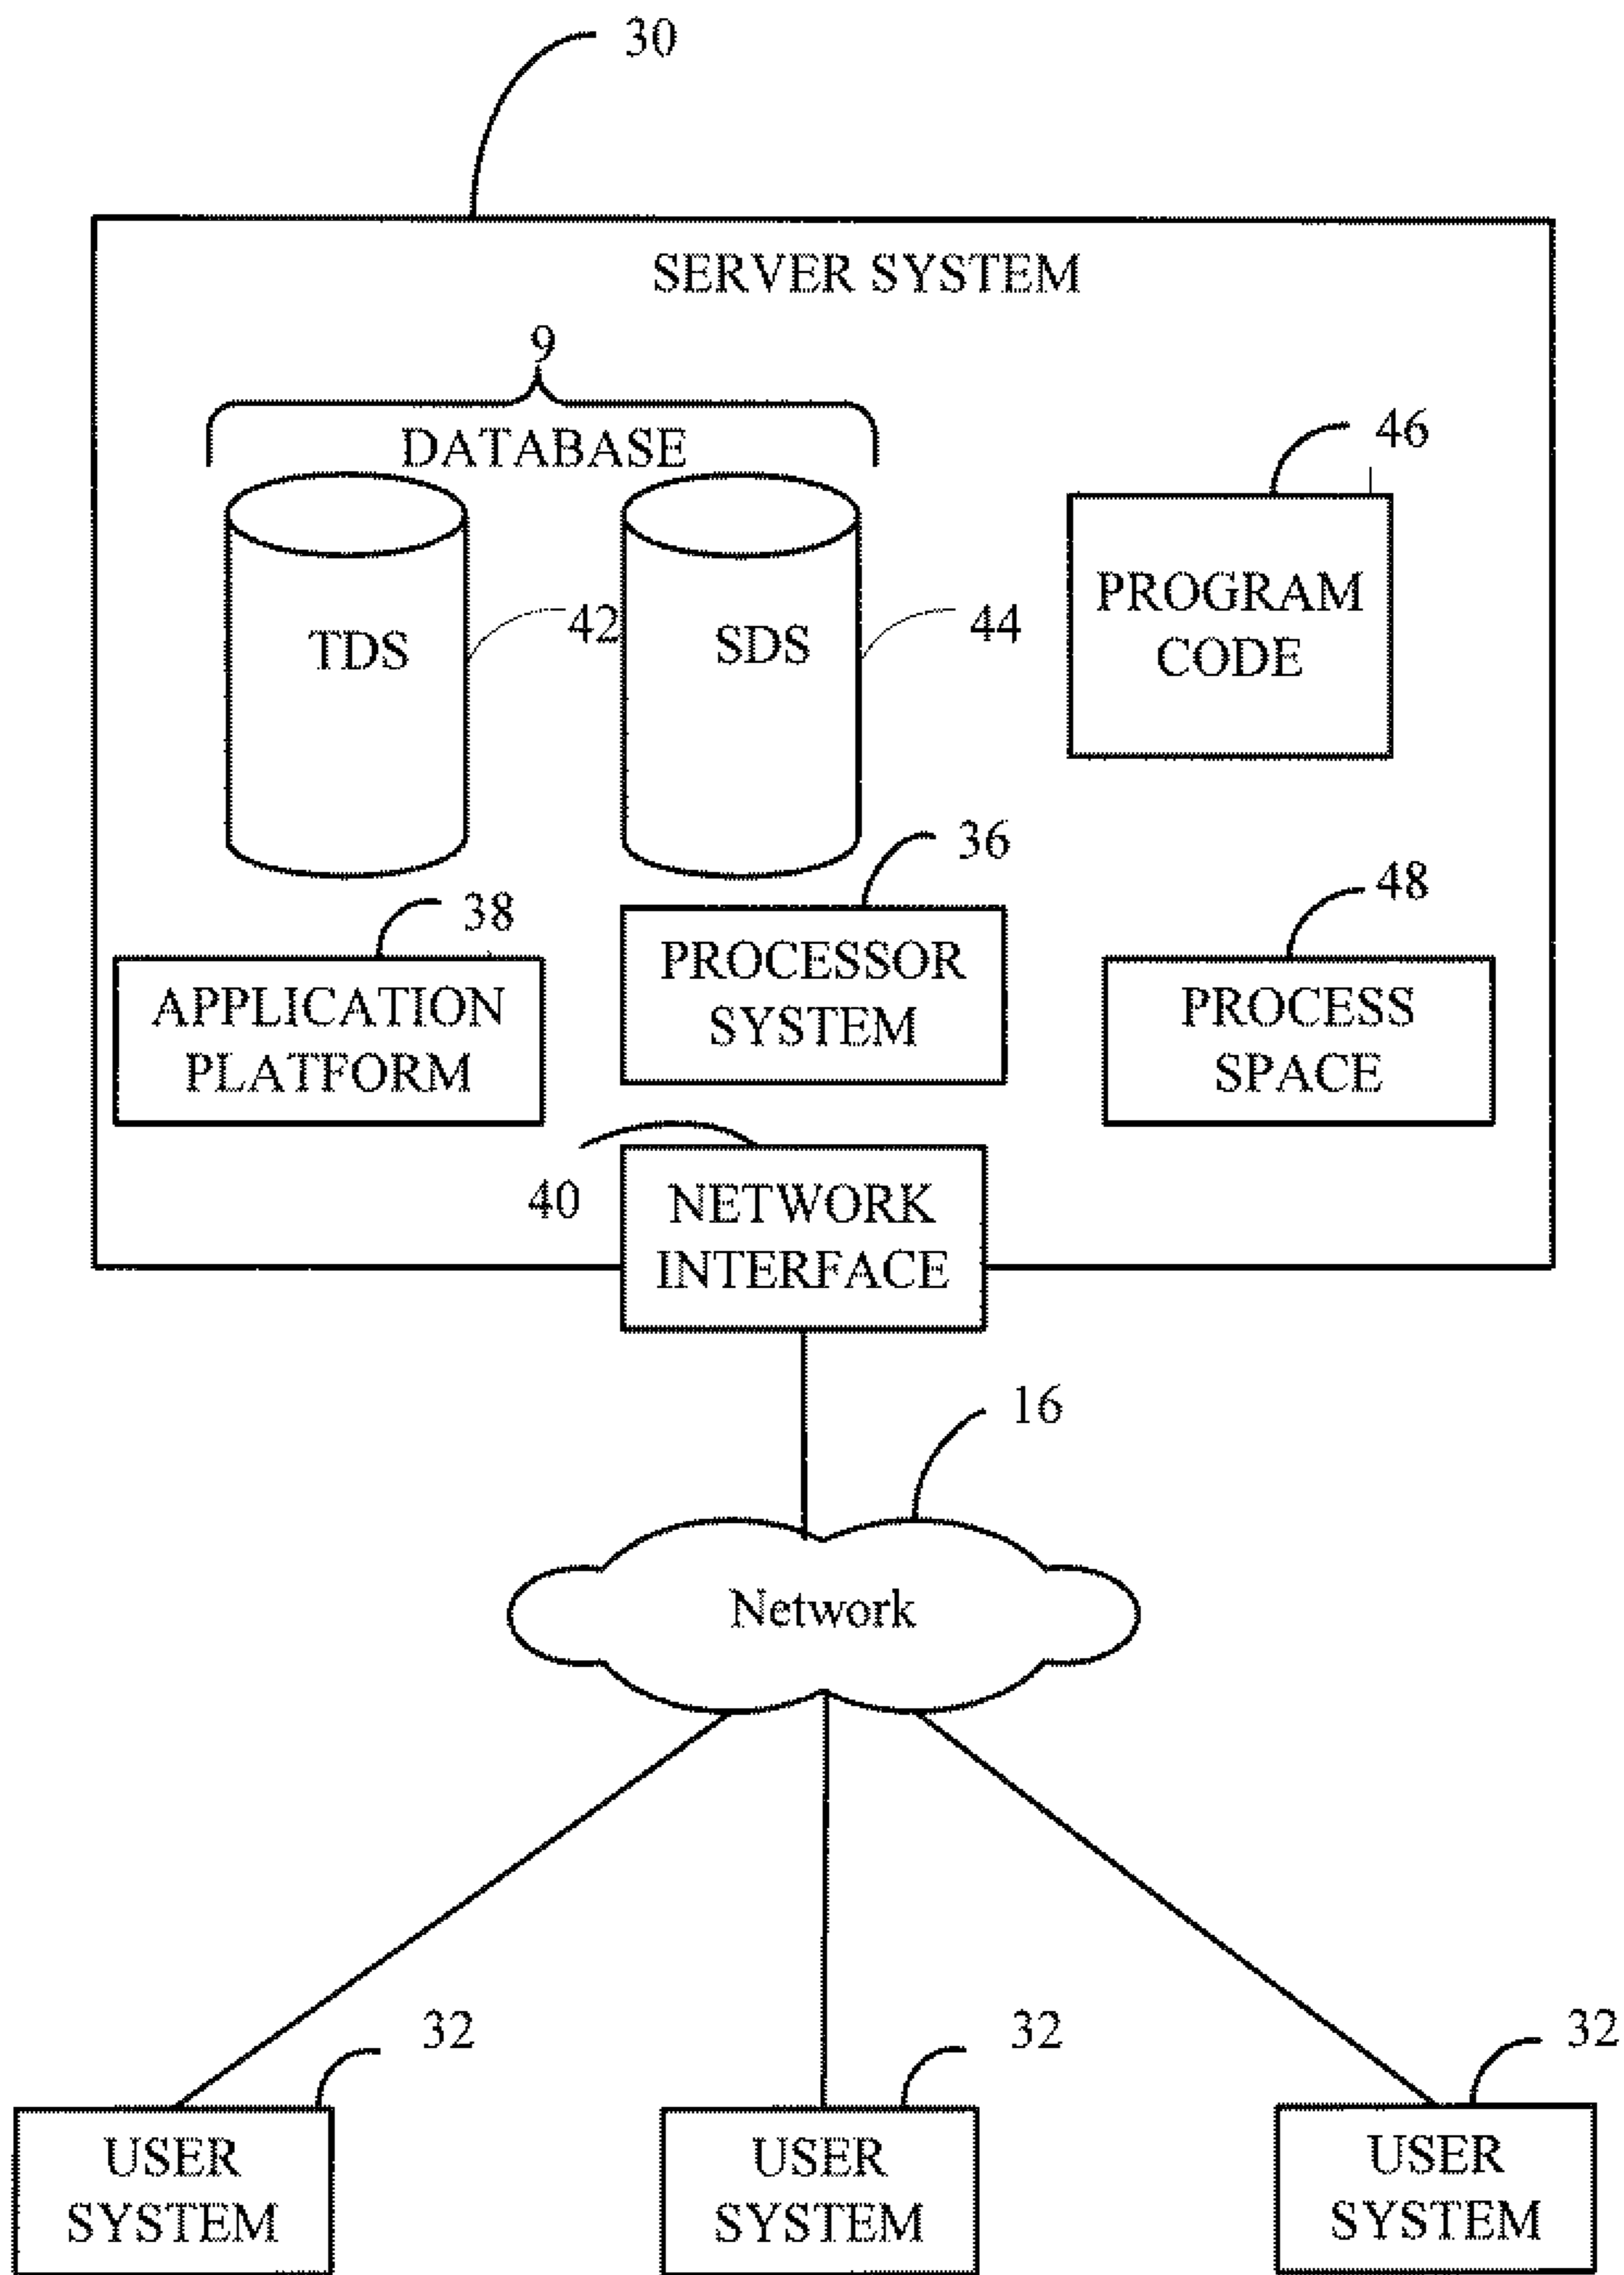 30
SERVER SYSTEM
9
DATABASE
46
TDS
42
SDS
44
PROGRAM
CODE
36
38
48
APPLICATION
PLATFORM
PROCESSOR
SYSTEM
PROCESS
SPACE
40
NETWORK
INTERFACE
16
Network
32
32
32
USER
SYSTEM
USER
SYSTEM
USER
SYSTEM